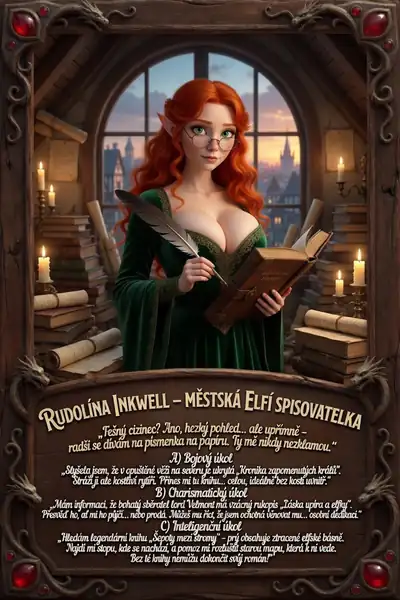 Rudolína Inkwell – městská Elfí spisovatelka
„Tešný cizinec? Ano, hezký pohled... ale upřímně -
radši se dívám na písmenka na papíru. Ty mě nikdy nezklamou.“
A) Bojový úkol
„Slyšela jsem, že v opuštěné věži na severu je ukrytá „Kronika zapomenutých králů“.
Stráží ji ale kostliví rytíři. Přines mi tu knihu... celou, ideálně bez kostí uvnitř.“
B) Charismatický úkol
„Mám informaci, že bohatý sběratel lord Velmont má vzácný rukopis „Láska upíra a elfky“.
Přesvěd ho, ať mi ho půjčí... nebo prodá. Můžeš mu říct, že jsem ochotná věnovat mu... osobní dedikaci.“
C) Inteligenční úkol
„Hledám legendární knihu „Šepoty mezi stromy“ – prý obsahuje ztracené elfské básně.
Najdi mi stopu, kde se nachází, a pomoz mi rozluštit starou mapu, která k ní vede.
Bez té knihy nemůžu dokončit svůj román!“